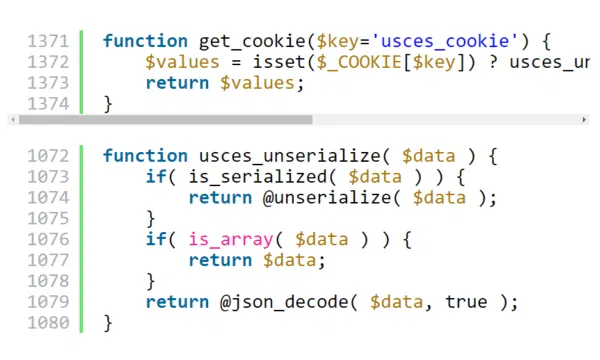 1371 function get_cookie($key='usces_cookie') {
1372 $values = isset($_COOKIE[$key]) ?
1373 return $values;
1374 }
1072 function usces_unserialize( $data ) {
1073 if( is_serialized( $data ) ) {
1074 return @unserialize( $data );
1075 }
1076 if( is_array( $data ) ) {
1077 return $data;
1078 }
1079 return @json_decode( $data, true );
1080 }